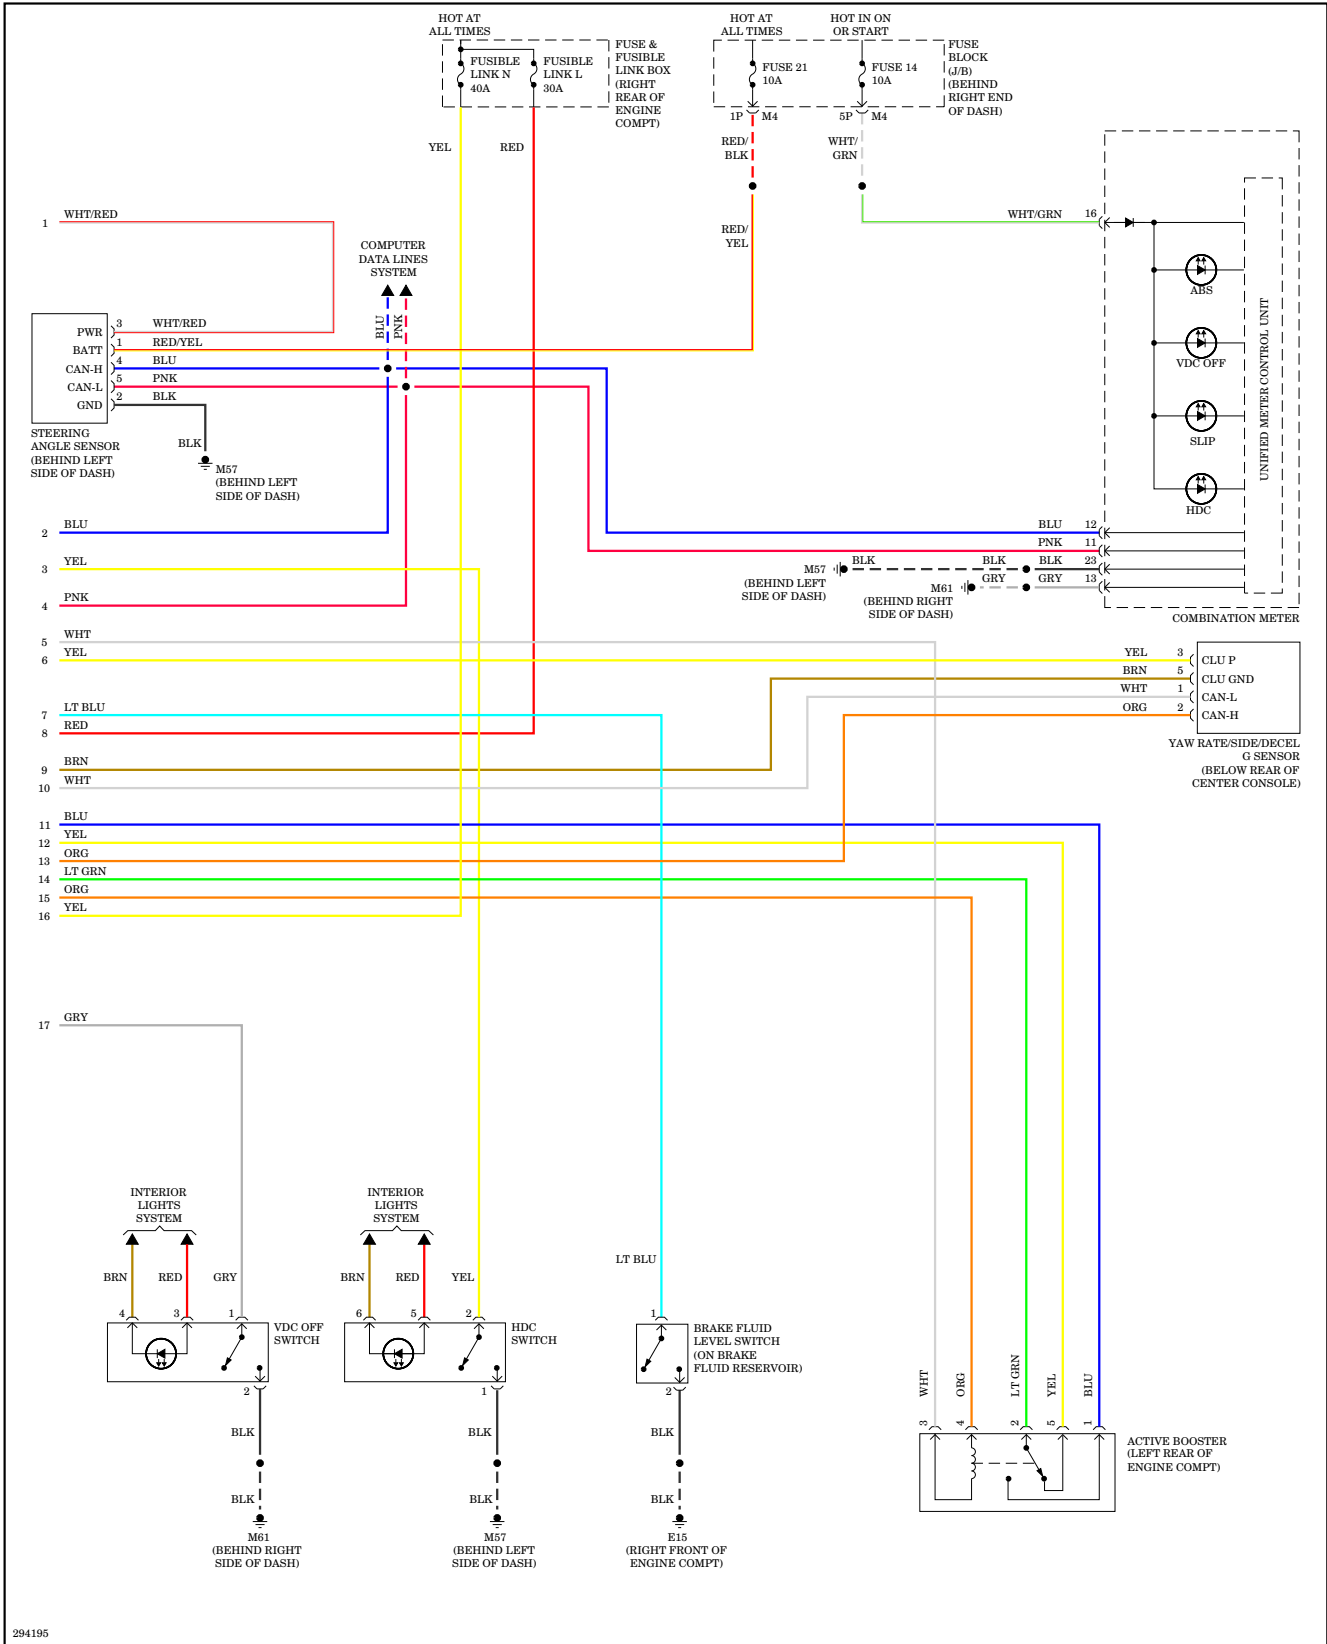 HOT AT
ALL TIMES
HOT AT
ALL TIMES
HOT IN ON
OR START
FUSIBLE
LINK N
40A
FUSIBLE
LINK L
30A
FUSE &
FUSIBLE
LINK BOX
(RIGHT
REAR OF
ENGINE
COMPT)
FUSE 21
10A
FUSE 14
10A
FUSE
BLOCK
(J/B)
(BEHIND
RIGHT END
OF DASH)
1P
M4
5P
M4
YEL
RED
RED/
BLK
WHT/
GRN
1
WHT/RED
RED/
YEL
WHT/GRN
16
COMPUTER
DATA LINES
SYSTEM
BLU
PNK
ABS
VDC OFF
SLIP
HDC
UNIFIED METER CONTROL UNIT
PWR
3
WHT/RED
BATT
1
RED/YEL
CAN-H
4
BLU
CAN-L
5
PNK
GND
2
BLK
BLK
STEERING
ANGLE SENSOR
(BEHIND LEFT
SIDE OF DASH)
M57
(BEHIND LEFT
SIDE OF DASH)
BLU
12
PNK
11
M57
(BEHIND LEFT
SIDE OF DASH)
BLK
BLK
BLK
23
M61
(BEHIND RIGHT
SIDE OF DASH)
GRY
GRY
13
COMBINATION METER
2
BLU
3
YEL
4
PNK
5
WHT
6
YEL
7
LT BLU
8
RED
9
BRN
10
WHT
11
BLU
12
YEL
13
ORG
14
LT GRN
15
ORG
16
YEL
17
GRY
YEL
3
CLU P
BRN
5
CLU GND
WHT
1
CAN-L
ORG
2
CAN-H
YAW RATE/SIDE/DECEL
G SENSOR
(BELOW REAR OF
CENTER CONSOLE)
INTERIOR
LIGHTS
SYSTEM
BRN
RED
GRY
4
3
1
VDC OFF
SWITCH
2
BLK
BLK
M61
(BEHIND RIGHT
SIDE OF DASH)
INTERIOR
LIGHTS
SYSTEM
BRN
RED
YEL
6
5
2
HDC
SWITCH
1
BLK
BLK
M57
(BEHIND LEFT
SIDE OF DASH)
LT BLU
1
BRAKE FLUID
LEVEL SWITCH
(ON BRAKE
FLUID RESERVOIR)
2
BLK
BLK
E15
(RIGHT FRONT OF
ENGINE COMPT)
WHT
ORG
LT GRN
YEL
BLU
3
4
2
5
1
ACTIVE BOOSTER
(LEFT REAR OF
ENGINE COMPT)
294195